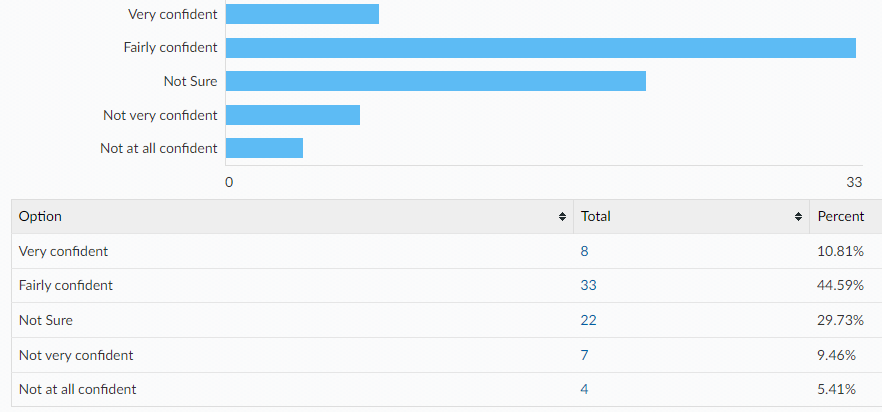 Very confident
Fairly confident
Not Sure
Not very confident
Not at all confident
0 33
Option Total Percent
Very confident 8 10.81%
Fairly confident 33 44.59%
Not Sure 22 29.73%
Not very confident 7 9.46%
Not at all confident 4 5.41%